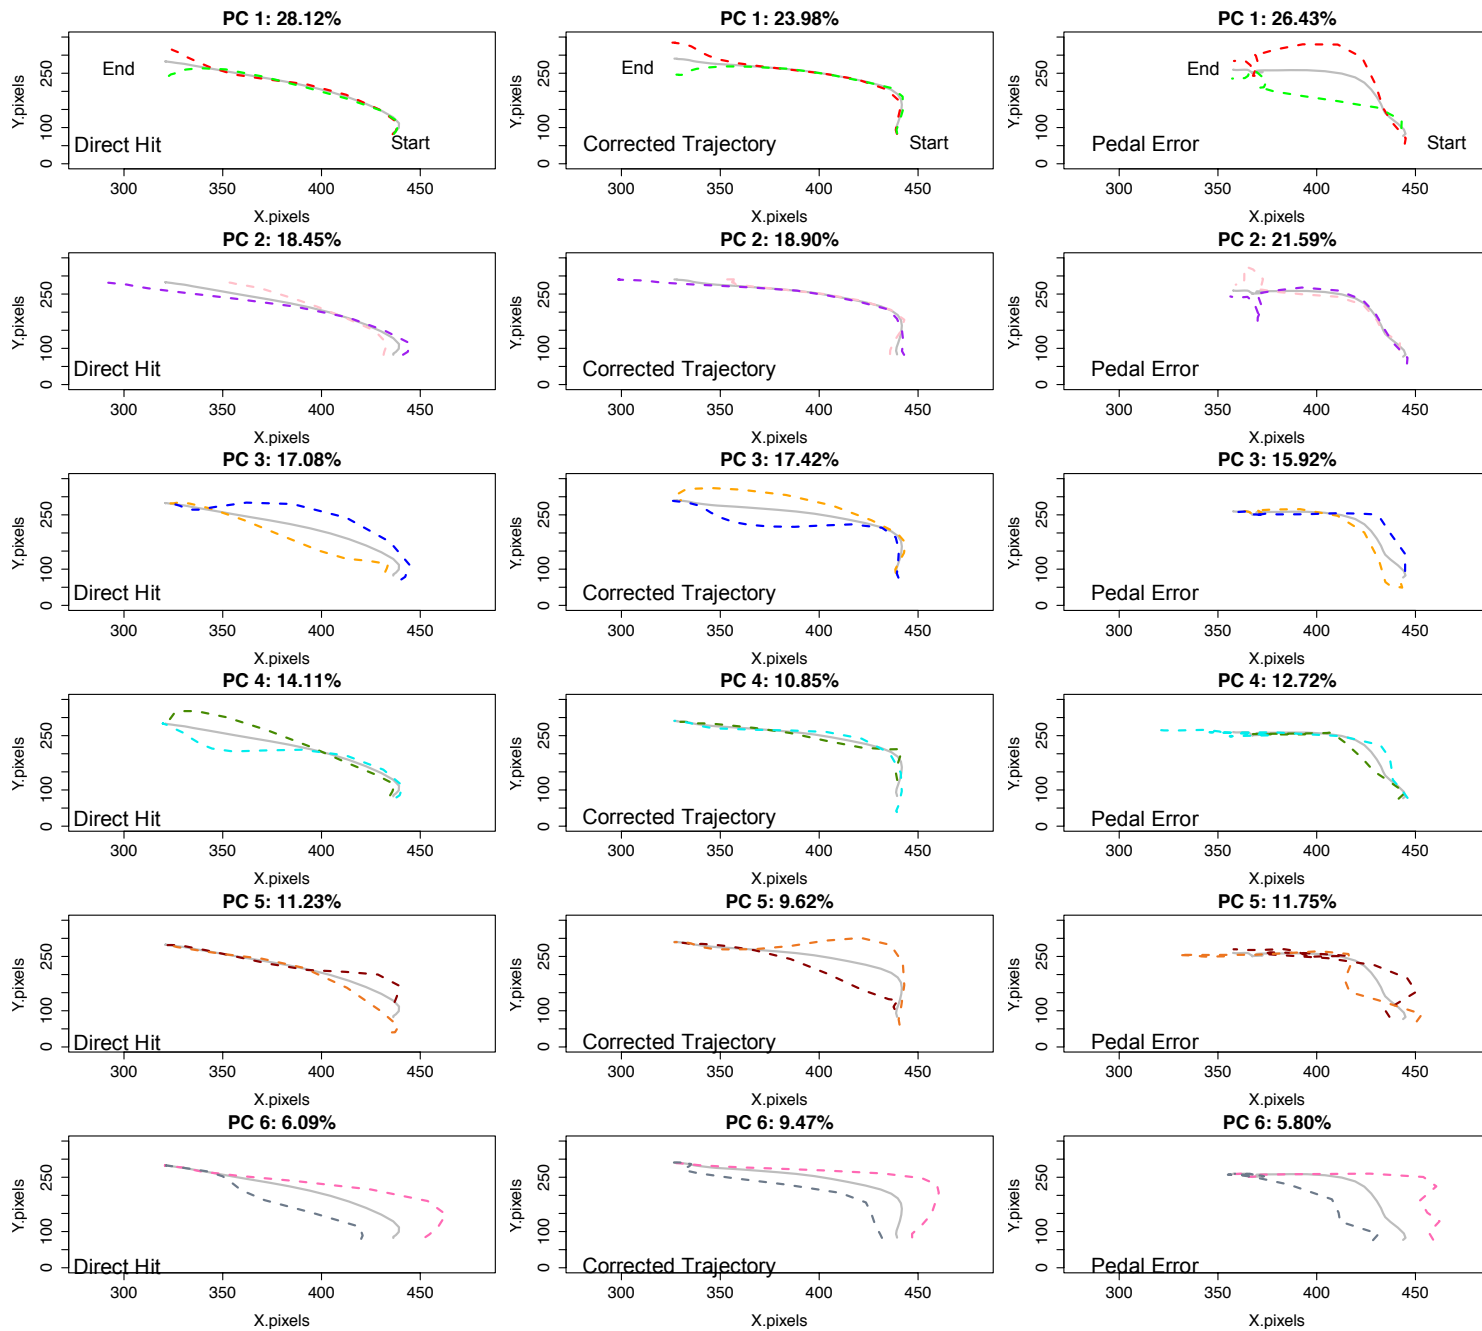 PC 1: 28.12%
PC 1: 23.98%
PC 1: 26.43%
Y.pixels
0 100 250
End
Start
Direct Hit
300 350 400 450
X.pixels
Y.pixels
0 100 250
End
Start
Corrected Trajectory
300 350 400 450
X.pixels
Y.pixels
0 100 250
End
Start
Pedal Error
300 350 400 450
X.pixels
PC 2: 18.45%
PC 2: 18.90%
PC 2: 21.59%
Y.pixels
0 100 250
Direct Hit
300 350 400 450
X.pixels
Y.pixels
0 100 250
Corrected Trajectory
300 350 400 450
X.pixels
Y.pixels
0 100 250
Pedal Error
300 350 400 450
X.pixels
PC 3: 17.08%
PC 3: 17.42%
PC 3: 15.92%
Y.pixels
0 100 250
Direct Hit
300 350 400 450
X.pixels
Y.pixels
0 100 250
Corrected Trajectory
300 350 400 450
X.pixels
Y.pixels
0 100 250
Pedal Error
300 350 400 450
X.pixels
PC 4: 14.11%
PC 4: 10.85%
PC 4: 12.72%
Y.pixels
0 100 250
Direct Hit
300 350 400 450
X.pixels
Y.pixels
0 100 250
Corrected Trajectory
300 350 400 450
X.pixels
Y.pixels
0 100 250
Pedal Error
300 350 400 450
X.pixels
PC 5: 11.23%
PC 5: 9.62%
PC 5: 11.75%
Y.pixels
0 100 250
Direct Hit
300 350 400 450
X.pixels
Y.pixels
0 100 250
Corrected Trajectory
300 350 400 450
X.pixels
Y.pixels
0 100 250
Pedal Error
300 350 400 450
X.pixels
PC 6: 6.09%
PC 6: 9.47%
PC 6: 5.80%
Y.pixels
0 100 250
Direct Hit
300 350 400 450
X.pixels
Y.pixels
0 100 250
Corrected Trajectory
300 350 400 450
X.pixels
Y.pixels
0 100 250
Pedal Error
300 350 400 450
X.pixels